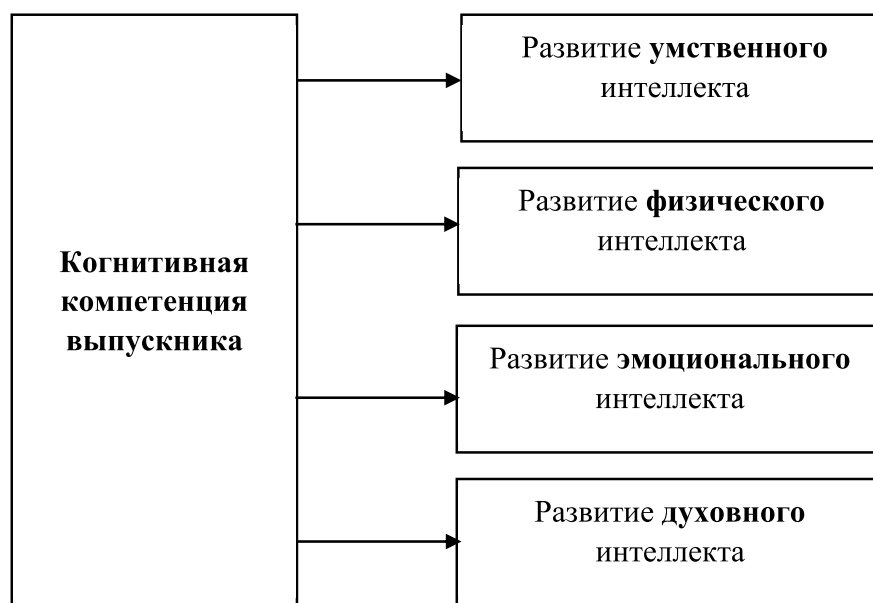 Когнитивная
компетенция
выпускника
Развитие умственного
интеллекта
Развитие физического
интеллекта
Развитие эмоционального
интеллекта
Развитие духовного
интеллекта